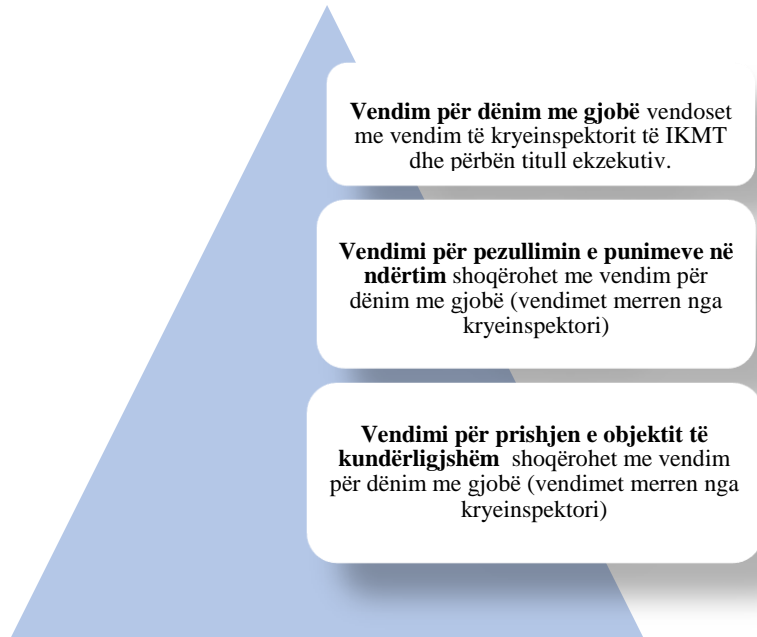 Vendim për dënim me gjobë vendoset
me vendim të kryeinspektorit të IKMT
dhe përbën titull ekzekutiv.
Vendimi për pezullimin e punimeve në
ndërtim shoqërohet me vendim për
dënim me gjobë (vendimet merren nga
kryeinspektori)
Vendimi për prishjen e objektit të
kundërligjshëm shoqërohet me vendim
për dënim me gjobë (vendimet merren nga
kryeinspektori)